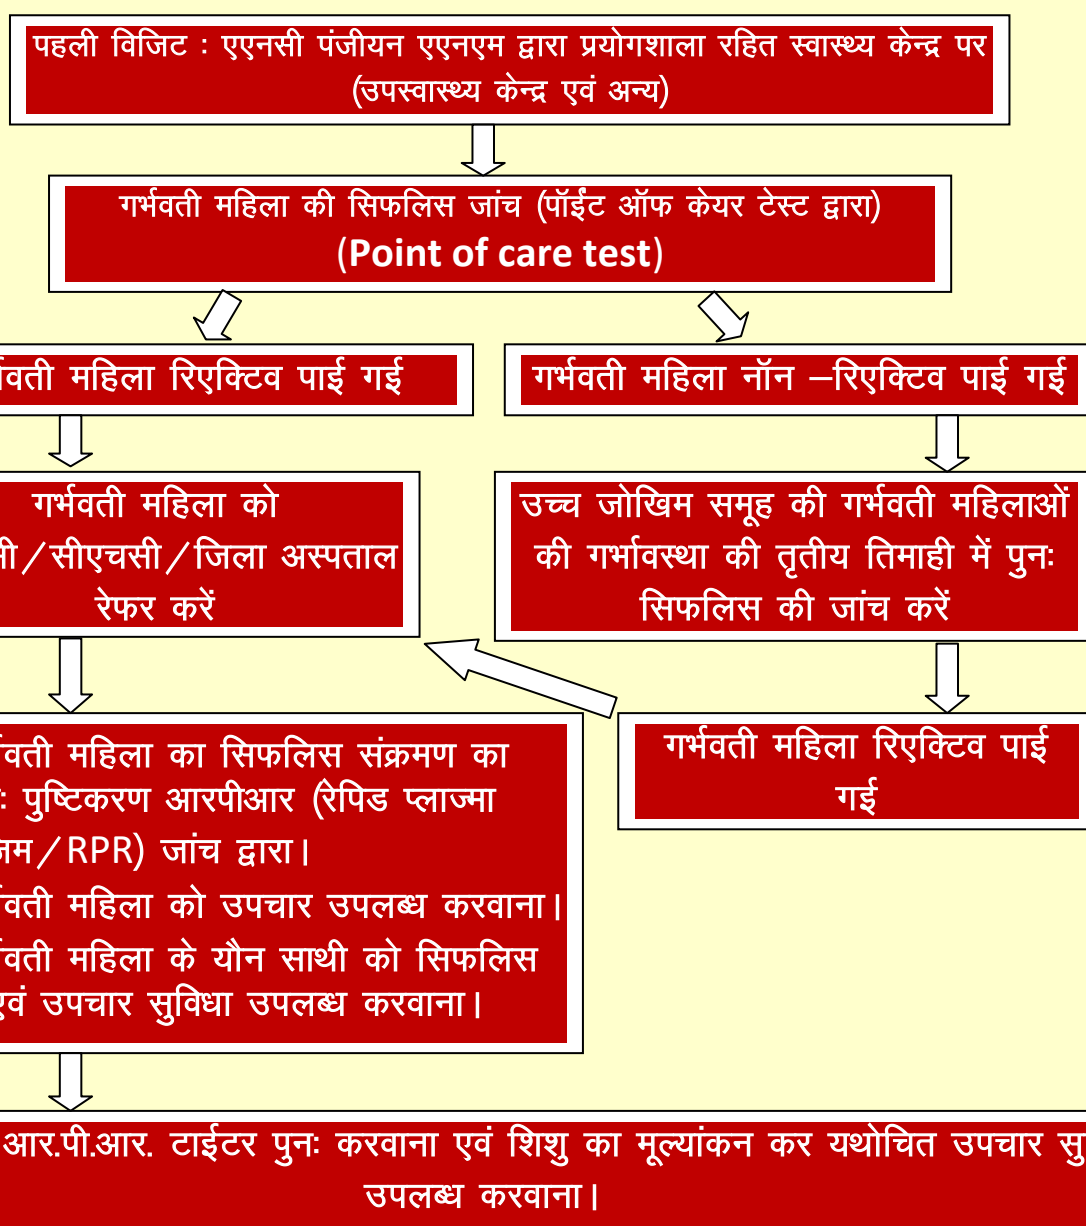 पहली विजिट : एएनसी पंजीयन एएनएम द्वारा प्रयोगशाला रहित स्वास्थ्य केन्द्र पर
(उपस्वास्थ्य केन्द्र एवं अन्य)
गर्भवती महिला की सिफलिस जांच (पॉईंट ऑफ केयर टेस्ट द्वारा)
(Point of care test)
महिला रिएक्टिव पाई गई
गर्भवती महिला नॉन –रिएक्टिव पाई गई
गर्भवती महिला को
/सीएचसी/जिला अस्पताल
रेफर करें
उच्च जोखिम समूह की गर्भवती महिलाओं
की गर्भावस्था की तृतीय तिमाही में पुनः
सिफलिस की जांच करें
गर्भवती महिला रिएक्टिव पाई
गई
महिला का सिफलिस संक्रमण का
पुष्टिकरण आरपीआर (रेपिड प्लाज्मा
/RPR) जांच द्वारा।
महिला को उपचार उपलब्ध करवाना।
महिला के यौन साथी को सिफलिस
एवं उपचार सुविधा उपलब्ध करवाना।
आर.पी.आर. टाईटर पुनः करवाना एवं शिशु का मूल्यांकन कर यथोचित उपचार
उपलब्ध करवाना।